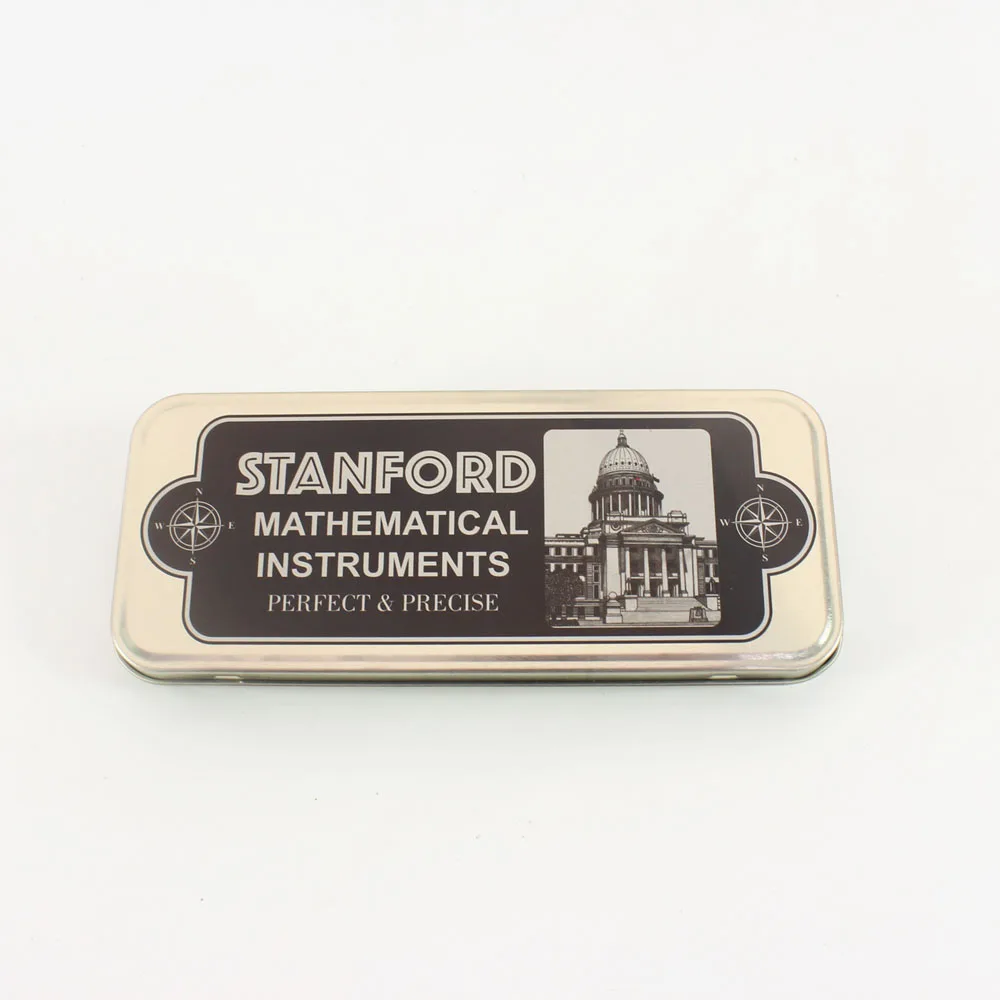 STANFORD
MATHEMATICAL
INSTRUMENTS
PERFECT & PRECISE
N
W E
S
N
W E
S